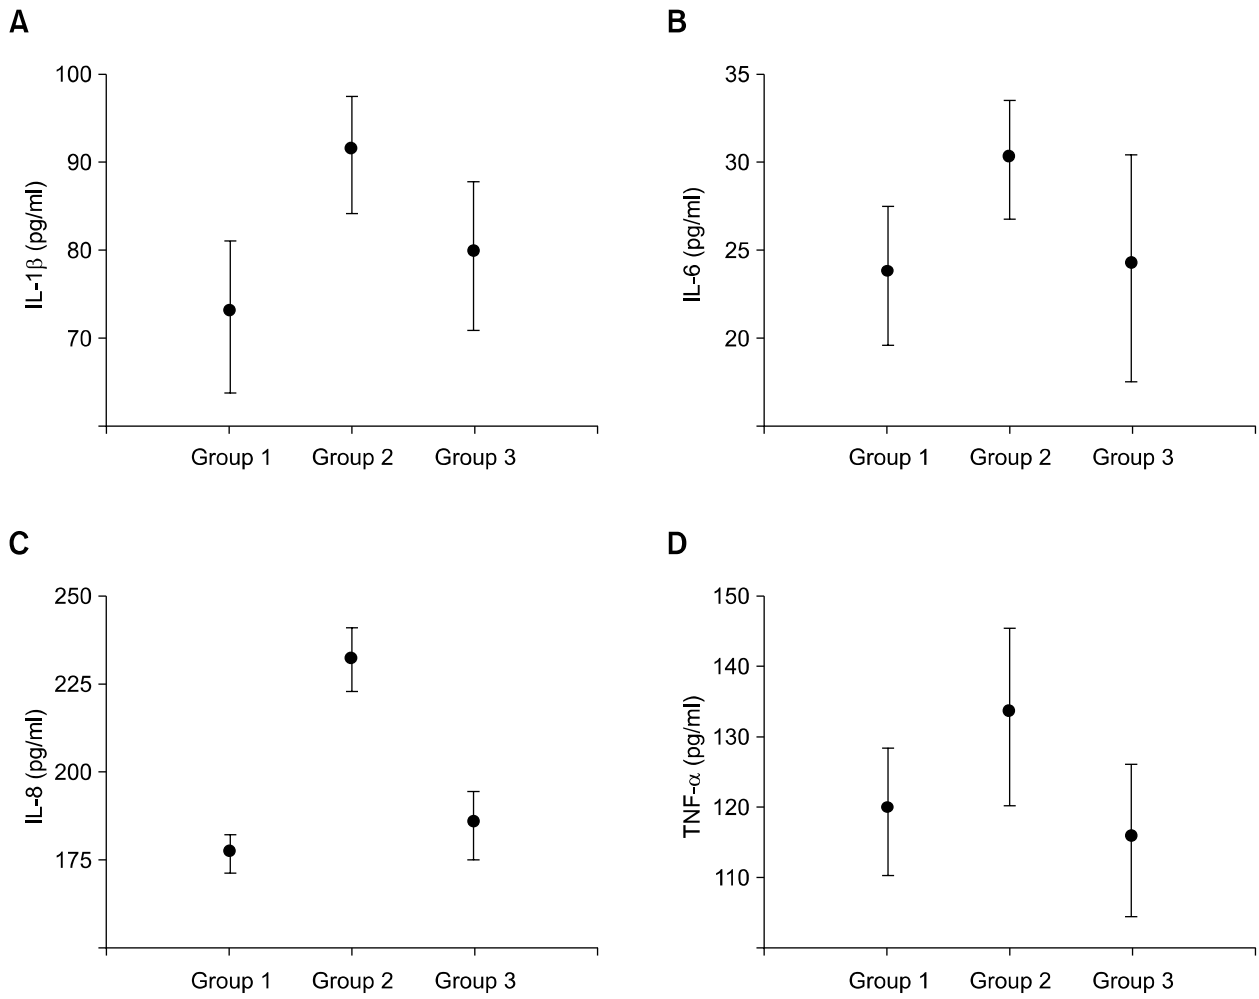 A
100
90
80
70
IL-1β (pg/ml)
Group 1 Group 2 Group 3
B
35
30
25
20
IL-6 (pg/ml)
Group 1 Group 2 Group 3
C
250
225
200
175
IL-8 (pg/ml)
Group 1 Group 2 Group 3
D
150
140
130
120
110
TNF-α (pg/ml)
Group 1 Group 2 Group 3